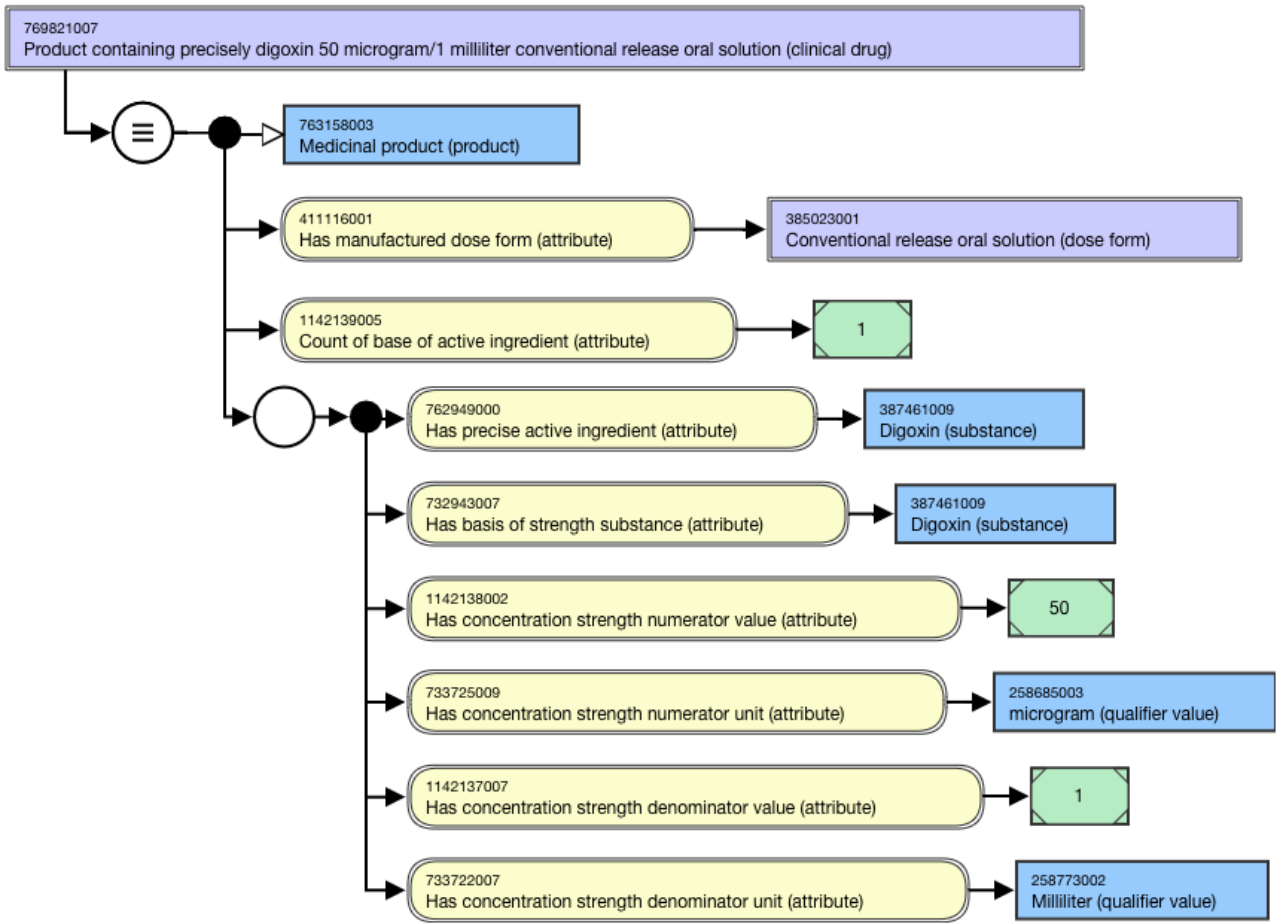 769821007
Product containing precisely digoxin 50 microgram/1 milliliter conventional release oral solution (clinical drug)
763158003
Medicinal product (product)
411116001
Has manufactured dose form (attribute)
385023001
Conventional release oral solution (dose form)
1142139005
Count of base of active ingredient (attribute)
1
762949000
Has precise active ingredient (attribute)
387461009
Digoxin (substance)
732943007
Has basis of strength substance (attribute)
387461009
Digoxin (substance)
1142138002
Has concentration strength numerator value (attribute)
50
733725009
Has concentration strength numerator unit (attribute)
258685003
microgram (qualifier value)
1142137007
Has concentration strength denominator value (attribute)
1
733722007
Has concentration strength denominator unit (attribute)
258773002
Milliliter (qualifier value)